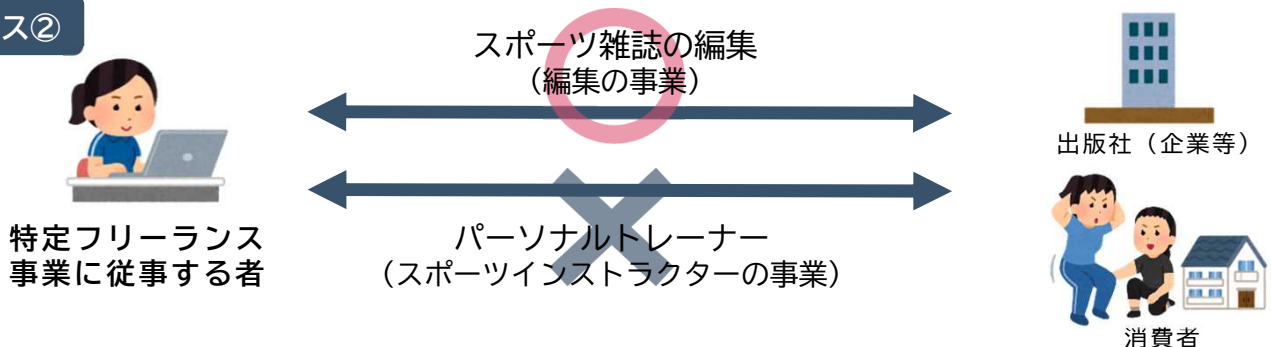 ス②
スポーツ雑誌の編集
（編集の事業）
出版社（企業等）
特定フリーランス
事業に従事する者
パーソナルトレーナー
（スポーツインストラクターの事業）
消費者